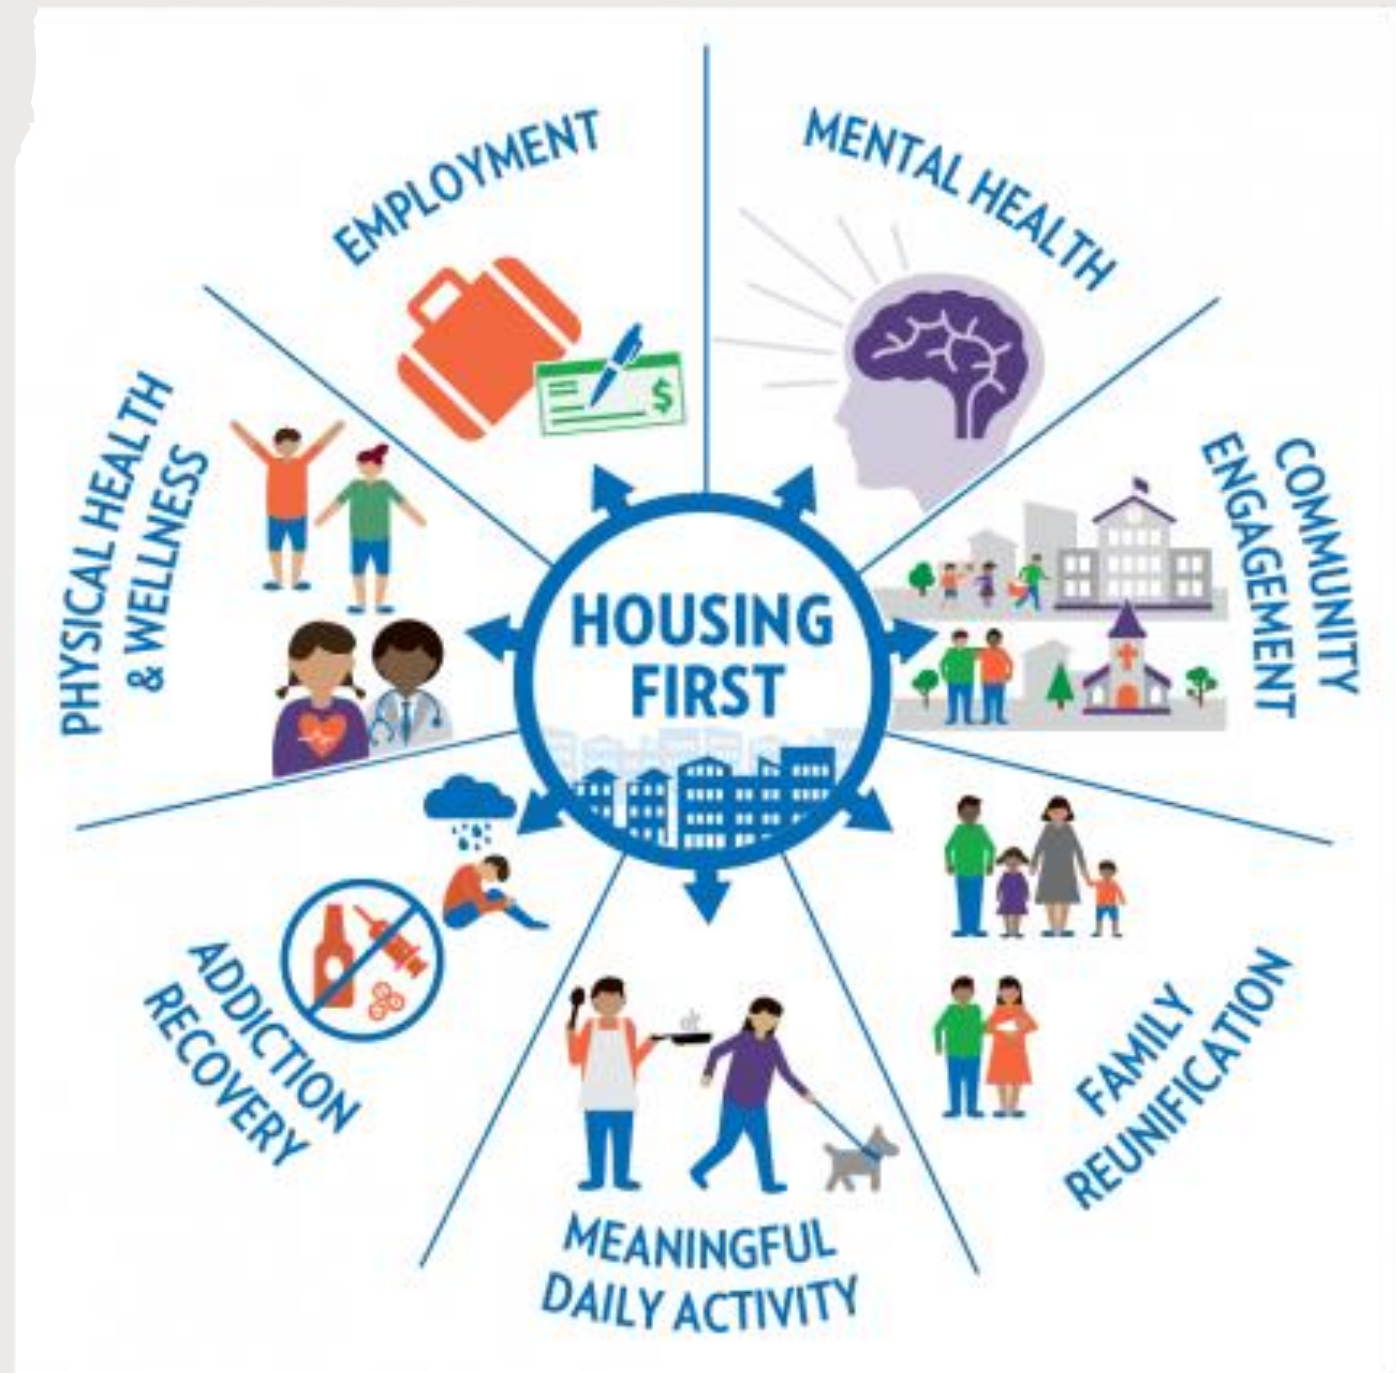 EMPLOYMENT
MENTAL HEALTH
COMMUNITY
ENGAGEMENT
PHYSICAL HEALTH
& WELLNESS
$
HOUSING
FIRST
ADDICTION
RECOVERY
FAMILY
REUNIFICATION
MEANINGFUL
DAILY ACTIVITY